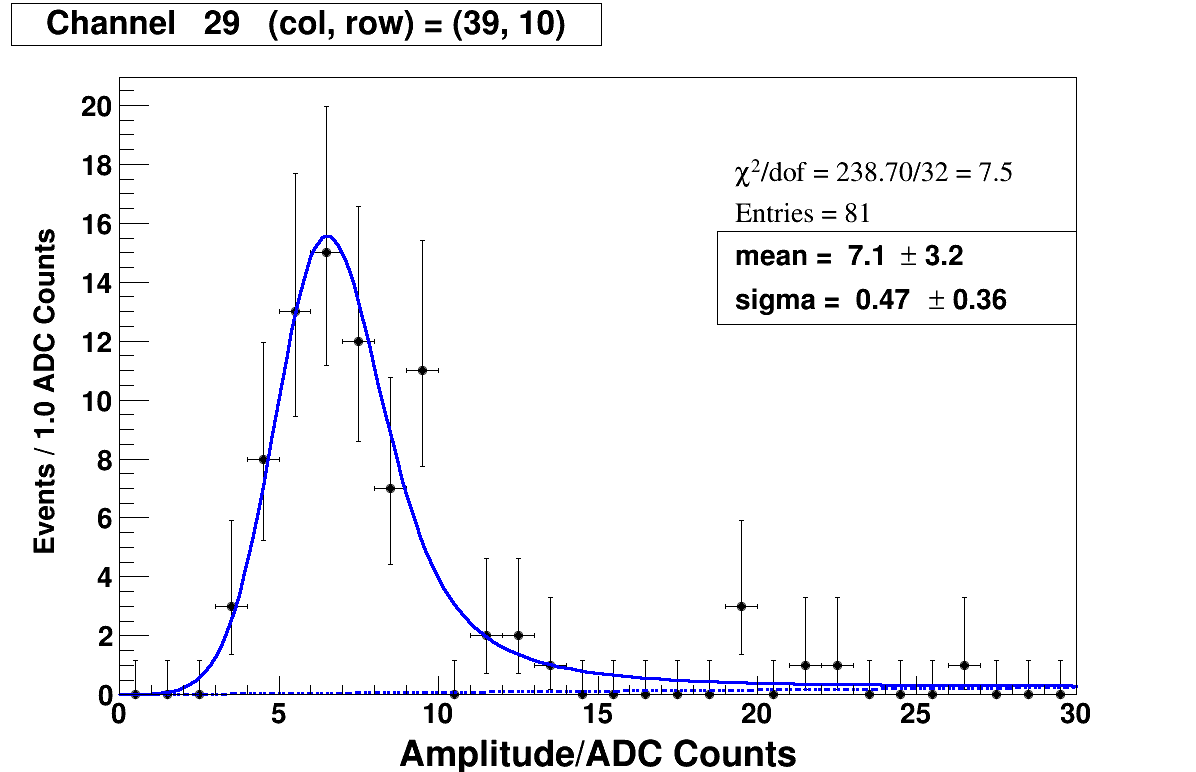 Channel 29 (col, row) = (39, 10)
20
18
16
14
12
10
8
6
4
2
0
Events / 1.0 ADC Counts
χ²/dof = 238.70/32 = 7.5
Entries = 81
mean = 7.1 ± 3.2
sigma = 0.47 ± 0.36
0 5 10 15 20 25 30
Amplitude/ADC Counts